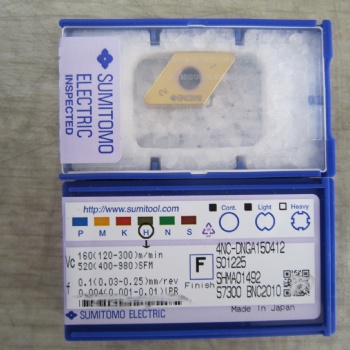 SUMITOMO
ELECTRIC
INSPECTED
2
http://www.sumitool.com
Cont.
Light
Heavy
P M K H N S
4NC-DNGA150412
S01225
SHMA01492
S7300 BNC2010
Vc 160(120-300)m/min
520(400-980)SFM
f 0.1(0.03-0.25)mm/rev
0.004(0.001-0.01)IPR
F
Finish
SUMITOMO ELECTRIC
Made In Japan